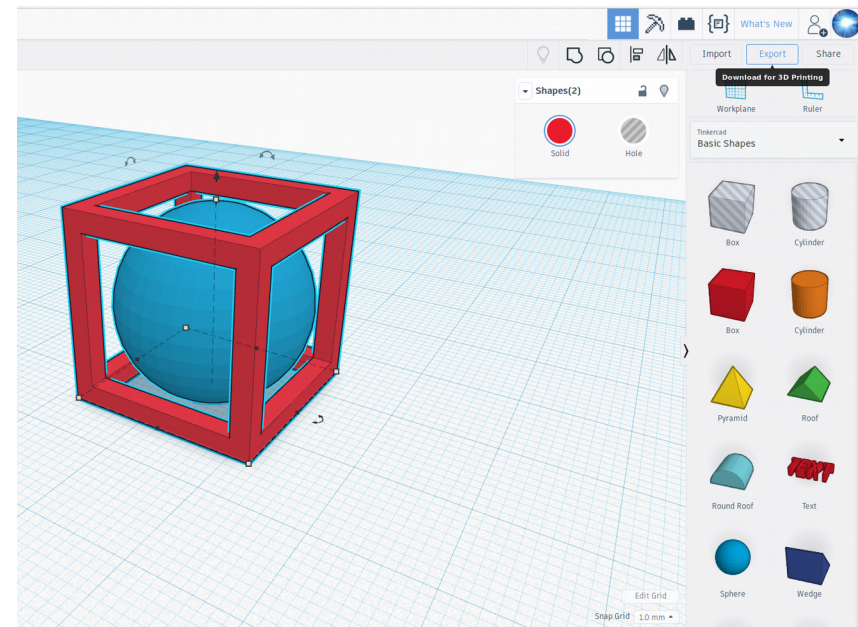 What's New
Import
Export
Share
Download for 3D Printing
Shapes(2)
Solid
Hole
Workplane
Ruler
Tinkercad
Basic Shapes
Box
Cylinder
Box
Cylinder
Pyramid
Roof
TEXT
Round Roof
Text
Sphere
Wedge
Edit Grid
Snap Grid
1.0 mm